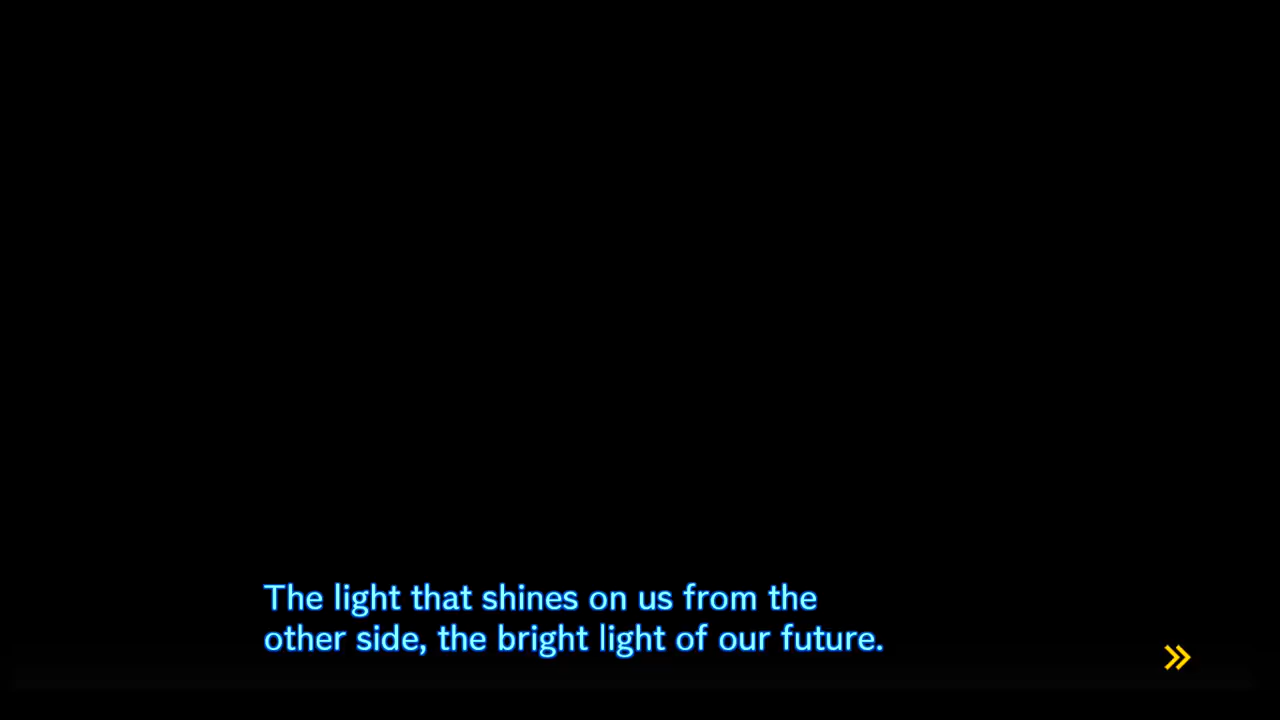 The light that shines on us from the
other side, the bright light of our future.